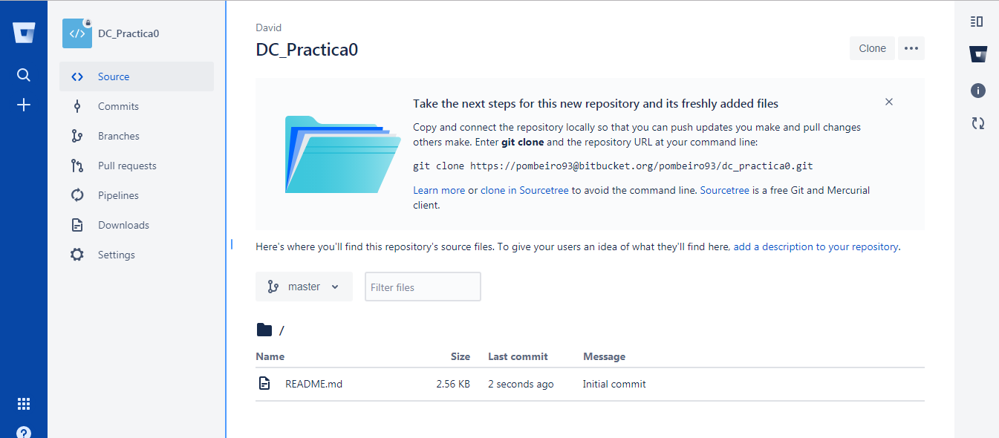 DC_Practica0
Source
Commits
Branches
Pull requests
Pipelines
Downloads
Settings
David
DC_Practica0
Clone
Take the next steps for this new repository and its freshly added files
Copy and connect the repository locally so that you can push updates you make and pull changes
others make. Enter git clone and the repository URL at your command line:
git clone https://pombeiro93@bitbucket.org/pombeiro93/dc_practica0.git
Learn more or clone in Sourcetree to avoid the command line. Sourcetree is a free Git and Mercurial
client.
Here's where you'll find this repository's source files. To give your users an idea of what they'll find here, add a description to your repository.
master
Filter files
/
Name Size Last commit Message
README.md 2.56 KB 2 seconds ago Initial commit